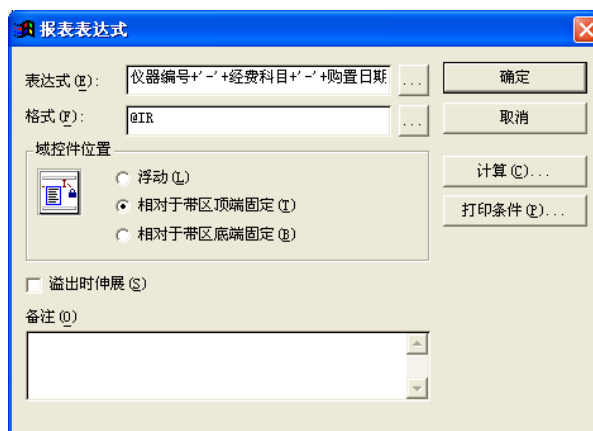 报表表达式
表达式(E):
仪器编号+'-'+经费科目+'-'+购置日期
...
确定
格式(F):
@IR
...
取消
域控件位置
浮动(L)
相对于带区顶端固定(T)
相对于带区底端固定(B)
计算(C)...
打印条件(P)...
溢出时伸展(S)
备注(O)